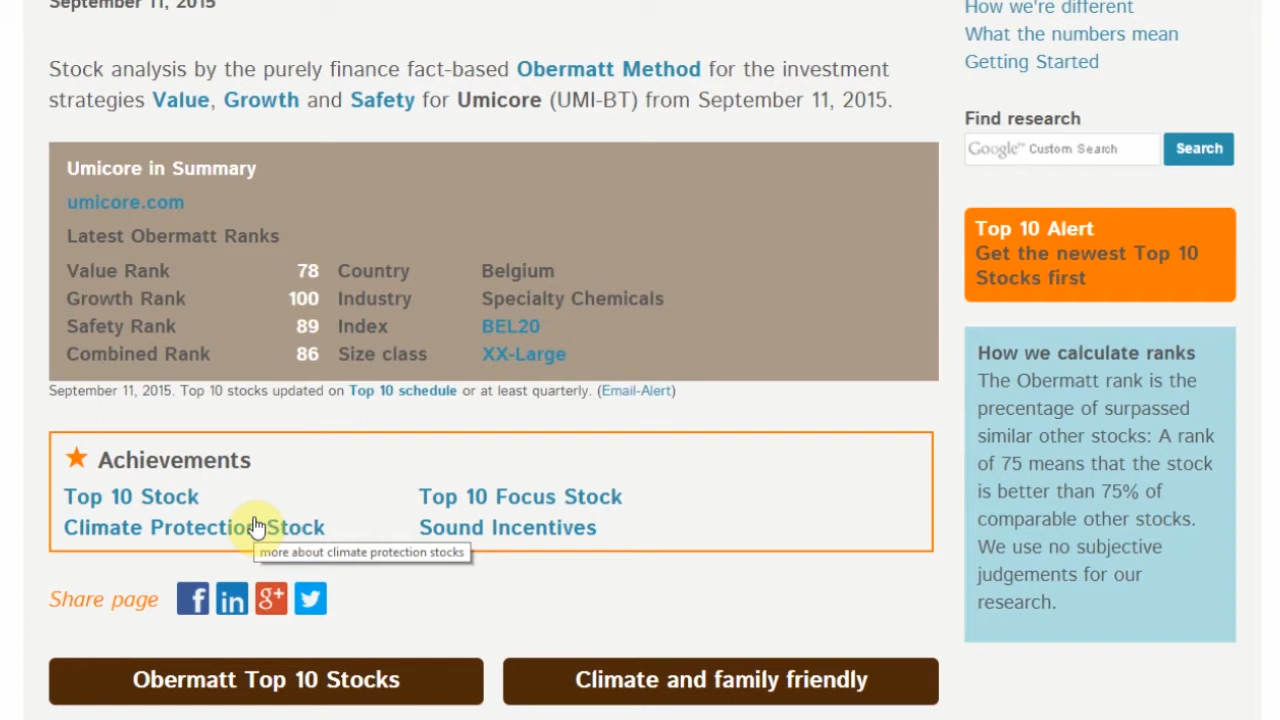 September 11, 2015
Stock analysis by the purely finance fact-based Obermatt Method for the investment
strategies Value, Growth and Safety for Umicore (UMI-BT) from September 11, 2015.
Umicore in Summary
umicore.com
Latest Obermatt Ranks
Value Rank 78 Country Belgium
Growth Rank 100 Industry Specialty Chemicals
Safety Rank 89 Index BEL20
Combined Rank 86 Size class XX-Large
September 11, 2015. Top 10 stocks updated on Top 10 schedule or at least quarterly. (Email-Alert)
Achievements
Top 10 Stock Top 10 Focus Stock
Climate Protection Stock Sound Incentives
more about climate protection stocks
Share page f in g+
Obermatt Top 10 Stocks Climate and family friendly
How we're different
What the numbers mean
Getting Started
Find research
Google™ Custom Search Search
Top 10 Alert
Get the newest Top 10
Stocks first
How we calculate ranks
The Obermatt rank is the
precentage of surpassed
similar other stocks: A rank
of 75 means that the stock
is better than 75% of
comparable other stocks.
We use no subjective
judgements for our
research.